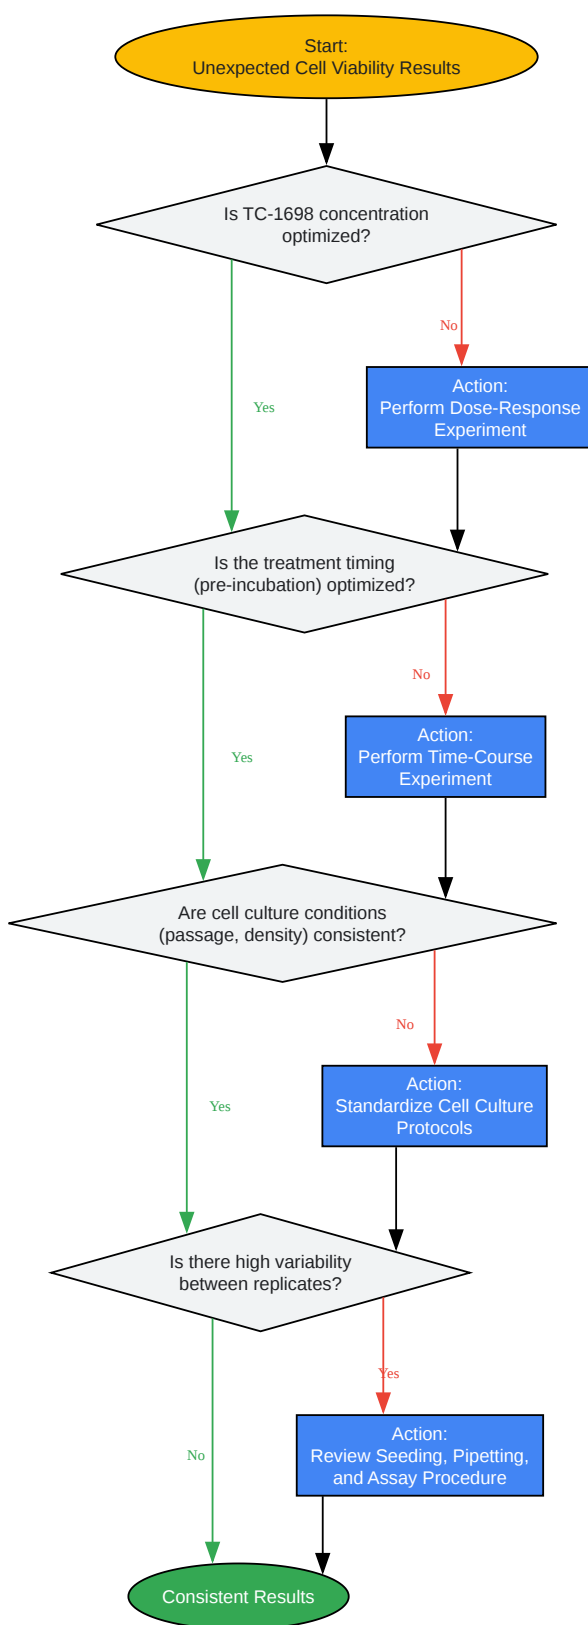 Start:
Unexpected Cell Viability Results
Is TC-1698 concentration
optimized?
No
Action:
Perform Dose-Response
Experiment
Yes
Is the treatment timing
(pre-incubation) optimized?
No
Action:
Perform Time-Course
Experiment
Yes
Are cell culture conditions
(passage, density) consistent?
No
Action:
Standardize Cell Culture
Protocols
Yes
Is there high variability
between replicates?
Yes
Action:
Review Seeding, Pipetting,
and Assay Procedure
No
Consistent Results